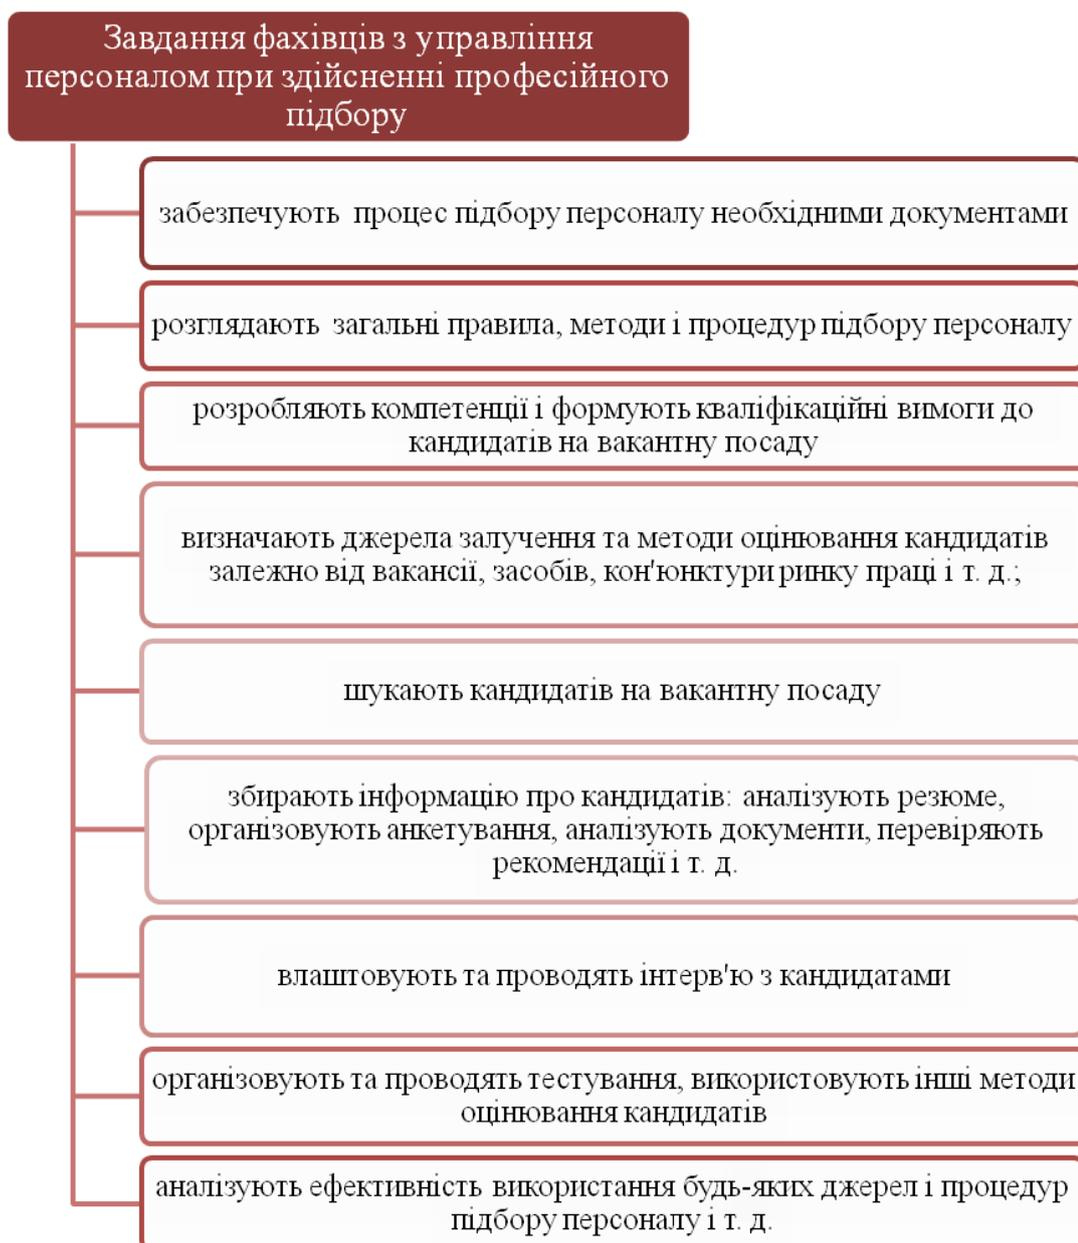 Завдання фахівців з управління
персоналом при здійсненні професійного
підбору
забезпечують процес підбору персоналу необхідними документами
розглядають загальні правила, методи і процедур підбору персоналу
розробляють компетенції і формують кваліфікаційні вимоги до
кандидатів на вакантну посаду
визначають джерела залучення та методи оцінювання кандидатів
залежно від вакансії, засобів, кон'юнктури ринку праці і т. д.;
шукають кандидатів на вакантну посаду
збирають інформацію про кандидатів: аналізують резюме,
організовують анкетування, аналізують документи, перевіряють
рекомендації і т. д.
влаштовують та проводять інтерв'ю з кандидатами
організовують та проводять тестування, використовують інші методи
оцінювання кандидатів
аналізують ефективність використання будь-яких джерел і процедур
підбору персоналу і т. д.